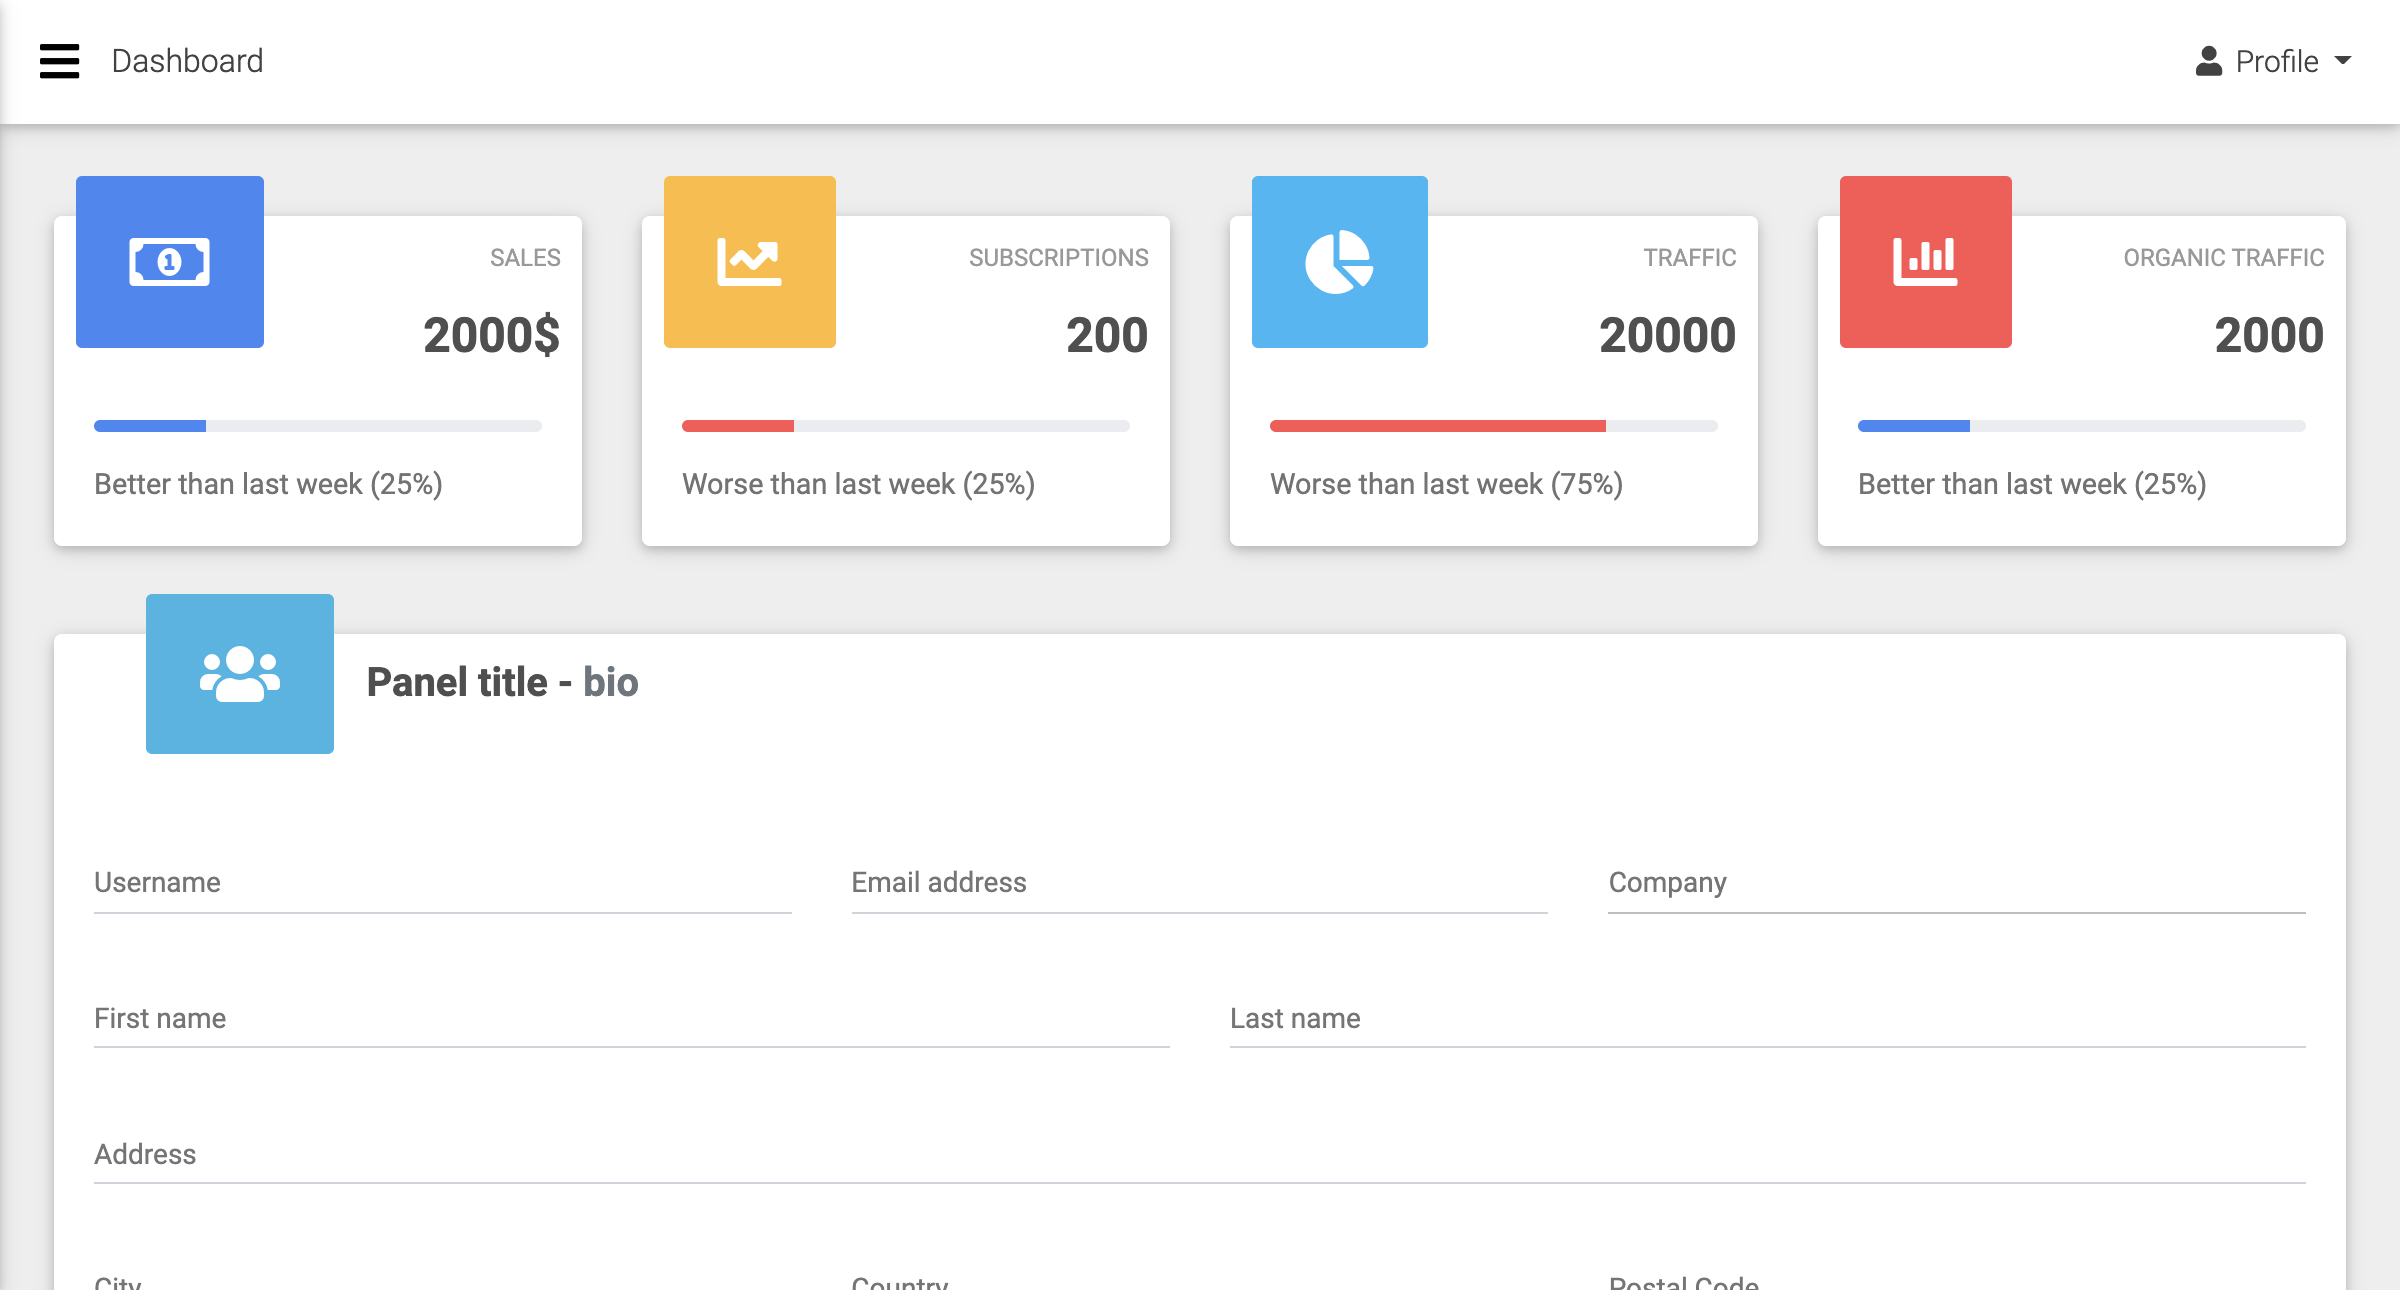 Dashboard
Profile
SALES
2000$
Better than last week (25%)
SUBSCRIPTIONS
200
Worse than last week (25%)
TRAFFIC
20000
Worse than last week (75%)
ORGANIC TRAFFIC
2000
Better than last week (25%)
Panel title - bio
Username
Email address
Company
First name
Last name
Address
City
Country
Postal Code